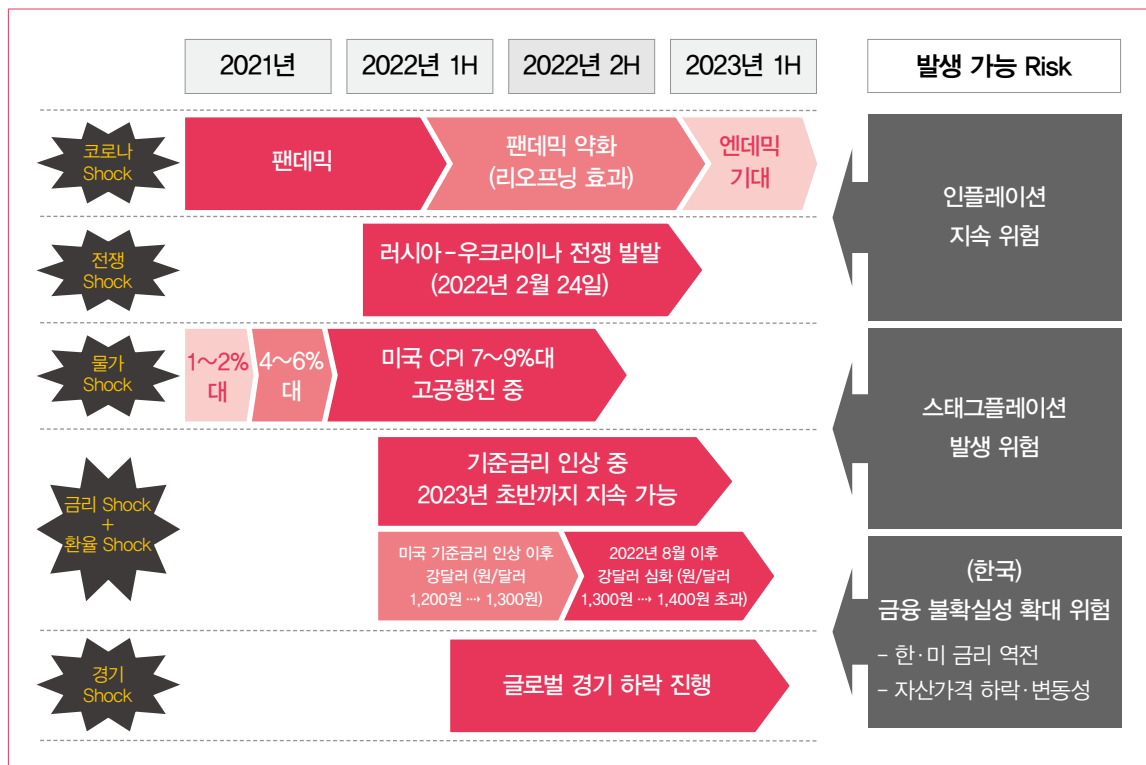 2021년
2022년 1H
2022년 2H
2023년 1H
발생 가능 Risk
코로나
Shock
팬데믹
팬데믹 약화
(리오프닝 효과)
엔데믹
기대
인플레이션
지속 위험
전쟁
Shock
러시아-우크라이나 전쟁 발발
(2022년 2월 24일)
물가
Shock
1~2%
대
4~6%
대
미국 CPI 7~9%대
고공행진 중
스태그플레이션
발생 위험
금리 Shock
+
환율 Shock
기준금리 인상 중
2023년 초반까지 지속 가능
미국 기준금리 인상 이후
강달러 (원/달러
1,200원 ····› 1,300원)
2022년 8월 이후
강달러 심화 (원/달러
1,300원 ····› 1,400원 초과)
(한국)
금융 불확실성 확대 위험
- 한·미 금리 역전
- 자산가격 하락·변동성
경기
Shock
글로벌 경기 하락 진행